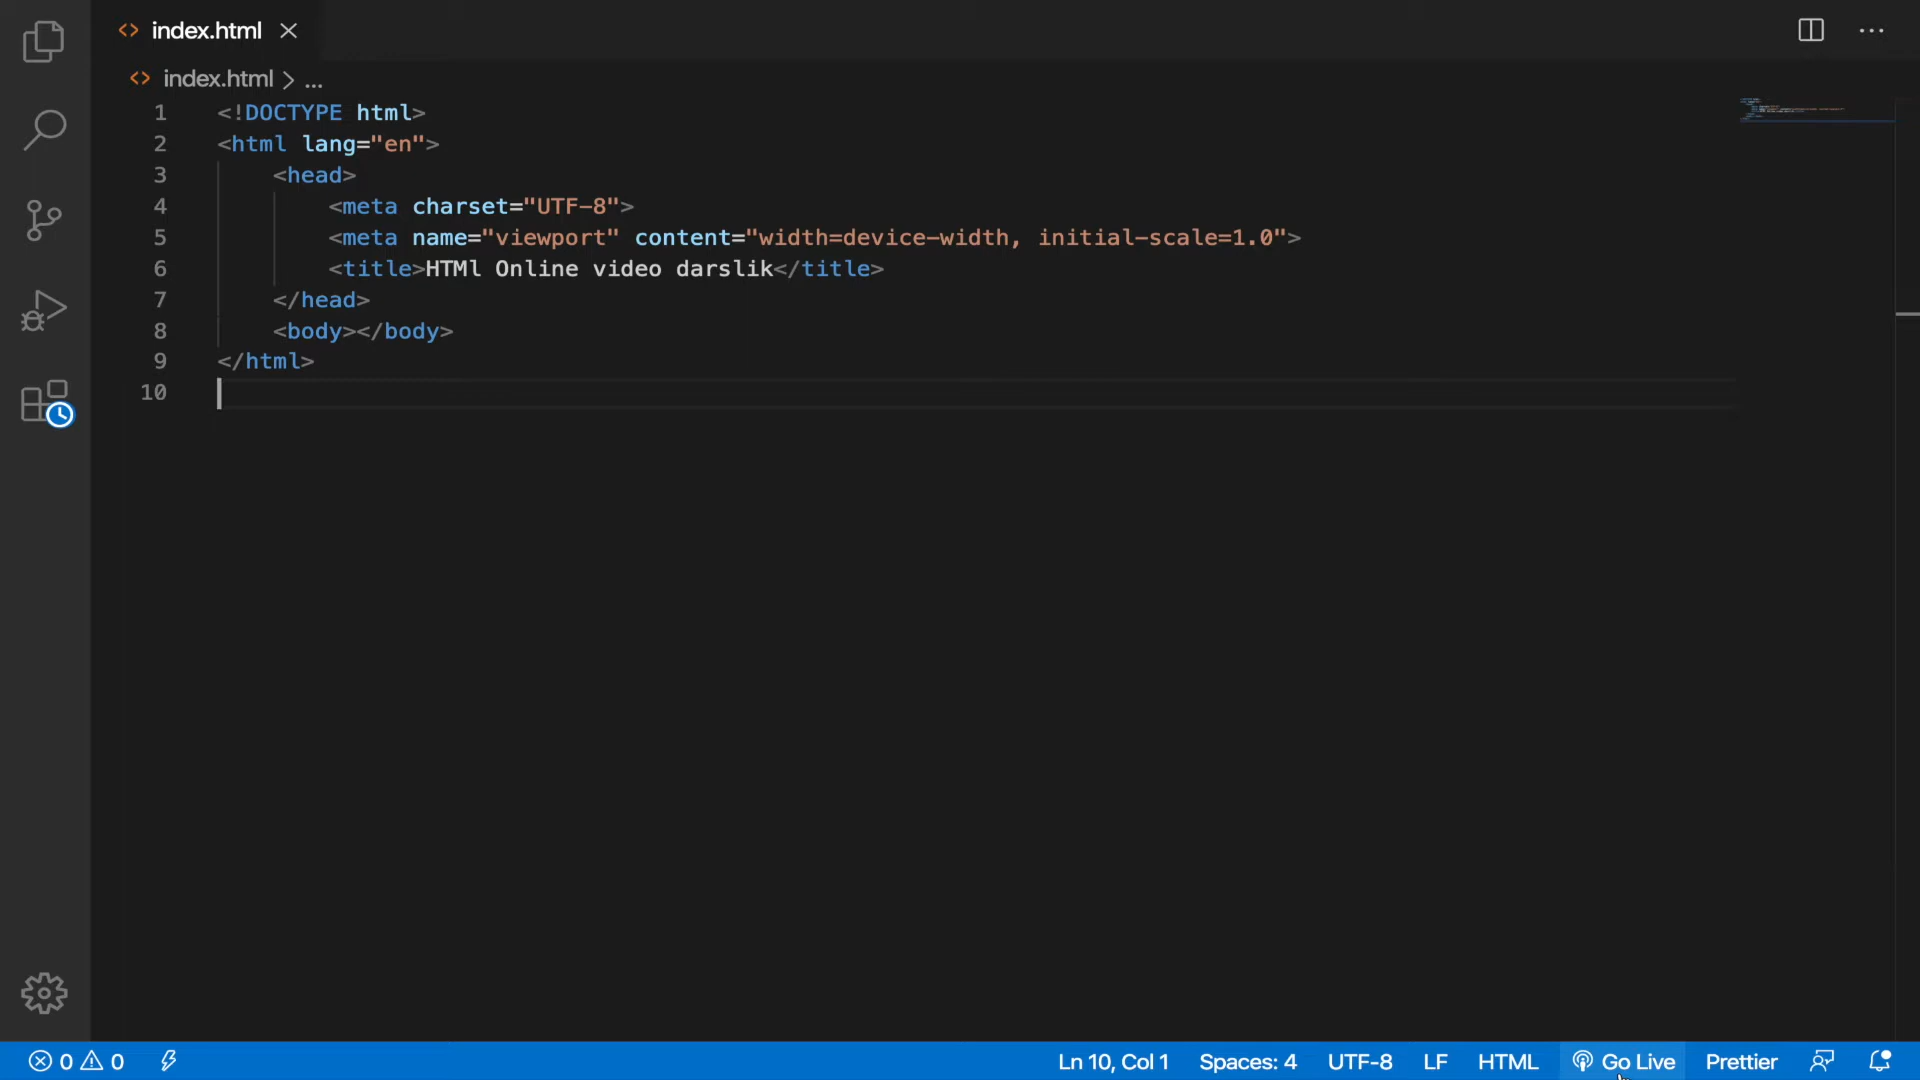 index.html
index.html > ...
1 <!DOCTYPE html>
2 <html lang="en">
3     <head>
4         <meta charset="UTF-8">
5         <meta name="viewport" content="width=device-width, initial-scale=1.0">
6         <title>HTMl Online video darslik</title>
7     </head>
8     <body></body>
9 </html>
10
0 0 Ln 10, Col 1 Spaces: 4 UTF-8 LF HTML Go Live Prettier